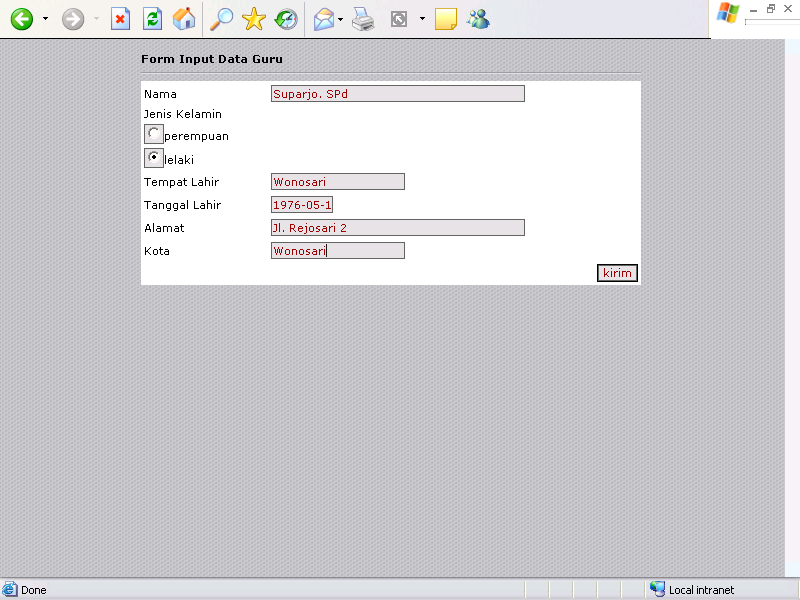 Form Input Data Guru
Nama Suparjo. SPd
Jenis Kelamin
perempuan
lelaki
Tempat Lahir Wonosari
Tanggal Lahir 1976-05-1
Alamat Jl. Rejosari 2
Kota Wonosari
kirim
Done Local intranet